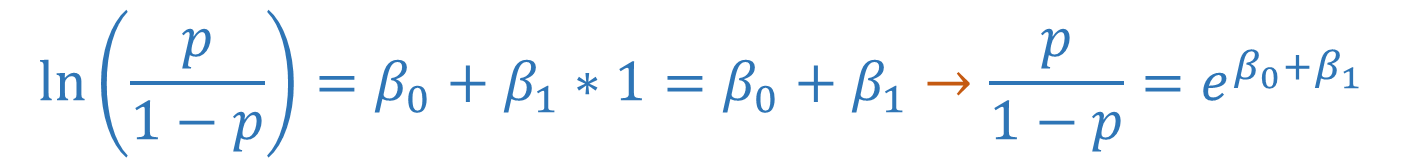 ln(p/(1 − p)) = β₀ + β₁ * 1 = β₀ + β₁ → p/(1 − p) = e^(β₀+β₁)